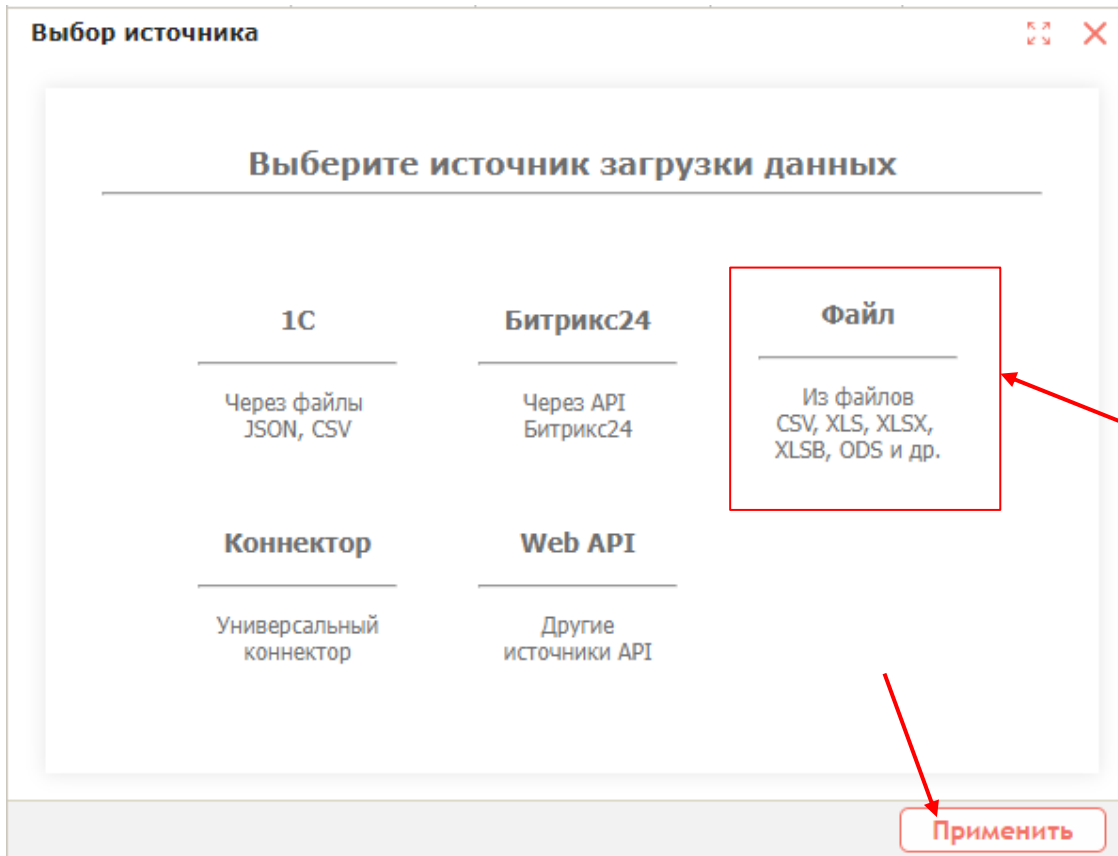 Выбор источника
Выберите источник загрузки данных
1С
Через файлы
JSON, CSV
Битрикс24
Через API
Битрикс24
Файл
Из файлов
CSV, XLS, XLSX,
XLSB, ODS и др.
Коннектор
Универсальный
коннектор
Web API
Другие
источники API
Применить